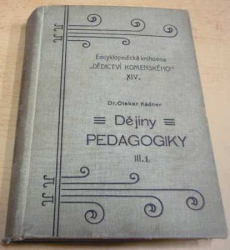 Encyklopedická knihovna
„DĚDICTVÍ KOMENSKÉHO“
XIV.
Dr. Otakar Kádner
Dějiny
PEDAGOGIKY
III.1.